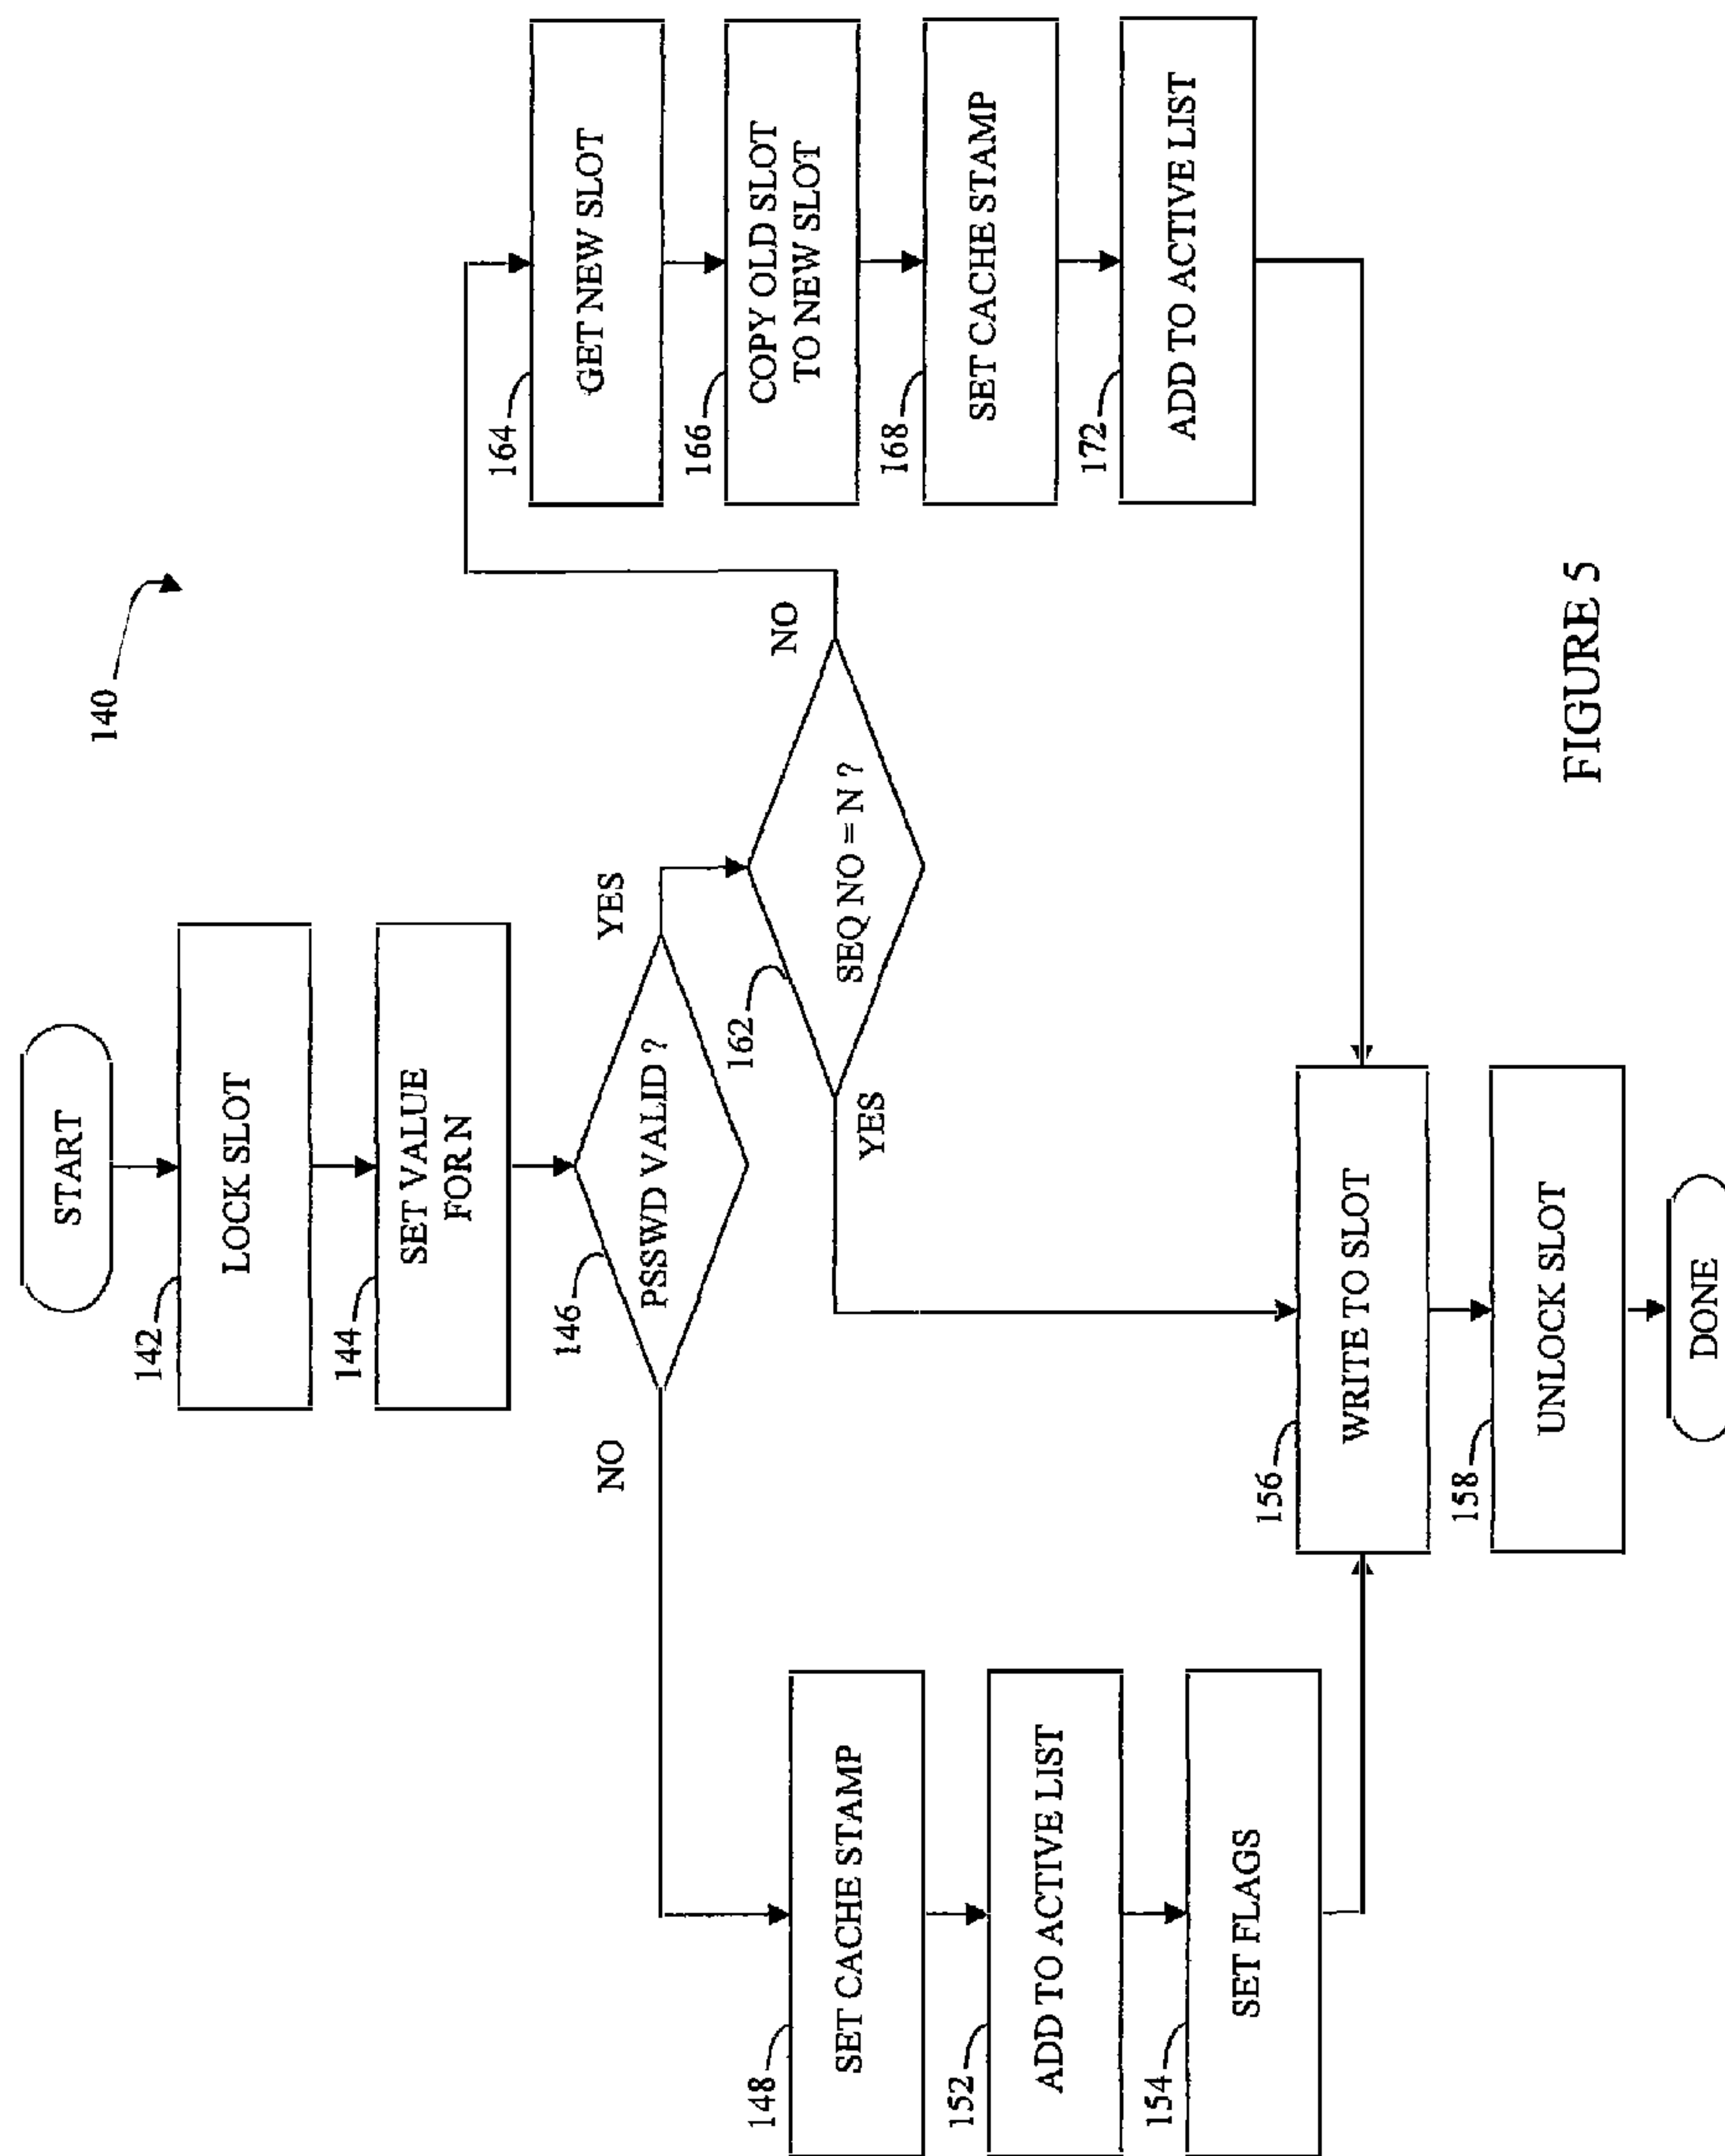 140
START
142
LOCK SLOT
144
SET VALUE
FOR N
146
PSSWD VALID ?
NO
YES
162
SEQ NO = N ?
YES
NO
148
SET CACHE STAMP
152
ADD TO ACTIVE LIST
154
SET FLAGS
164
GET NEW SLOT
166
COPY OLD SLOT
TO NEW SLOT
168
SET CACHE STAMP
172
ADD TO ACTIVE LIST
156
WRITE TO SLOT
158
UNLOCK SLOT
DONE
FIGURE 5